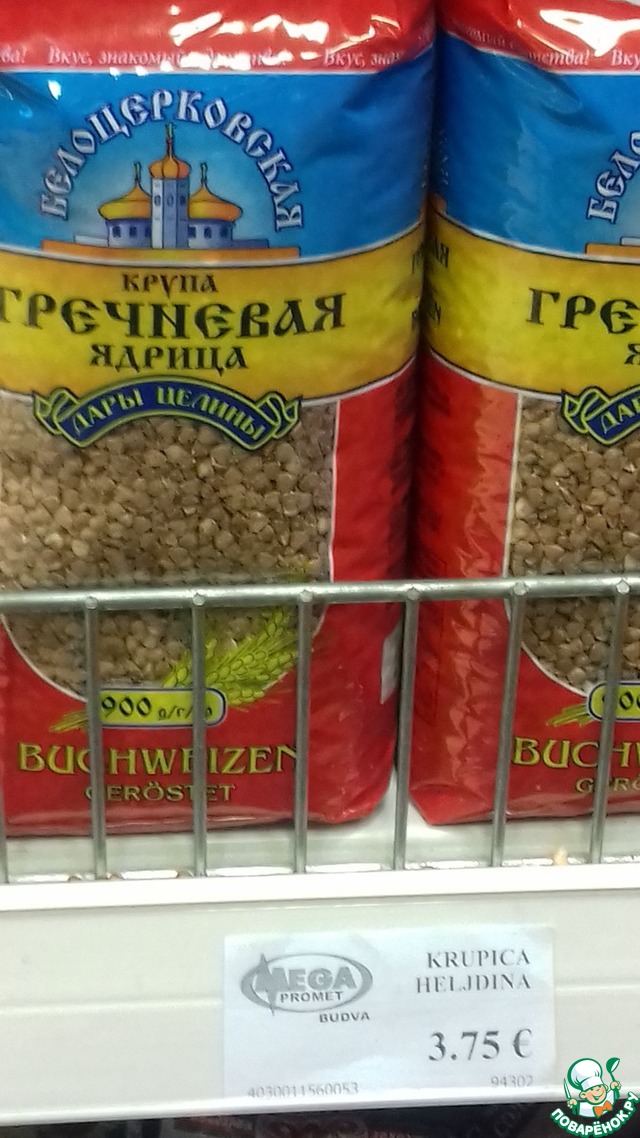 Вкус, знакомый
Вкус,
БЕЛОЦЕРКОВСКАЯ
КРУПА
ГРЕЧНЕВАЯ
ЯДРИЦА
ДАРЫ ЦЕЛИНЫ
900 g/г/
BUCHWEIZEN
GERÖSTET
MEGA
PROMET
BUDVA
KRUPICA
HELJDINA
3.75 €
4030011560053
94302
ПОВАРЁНОК.РУ